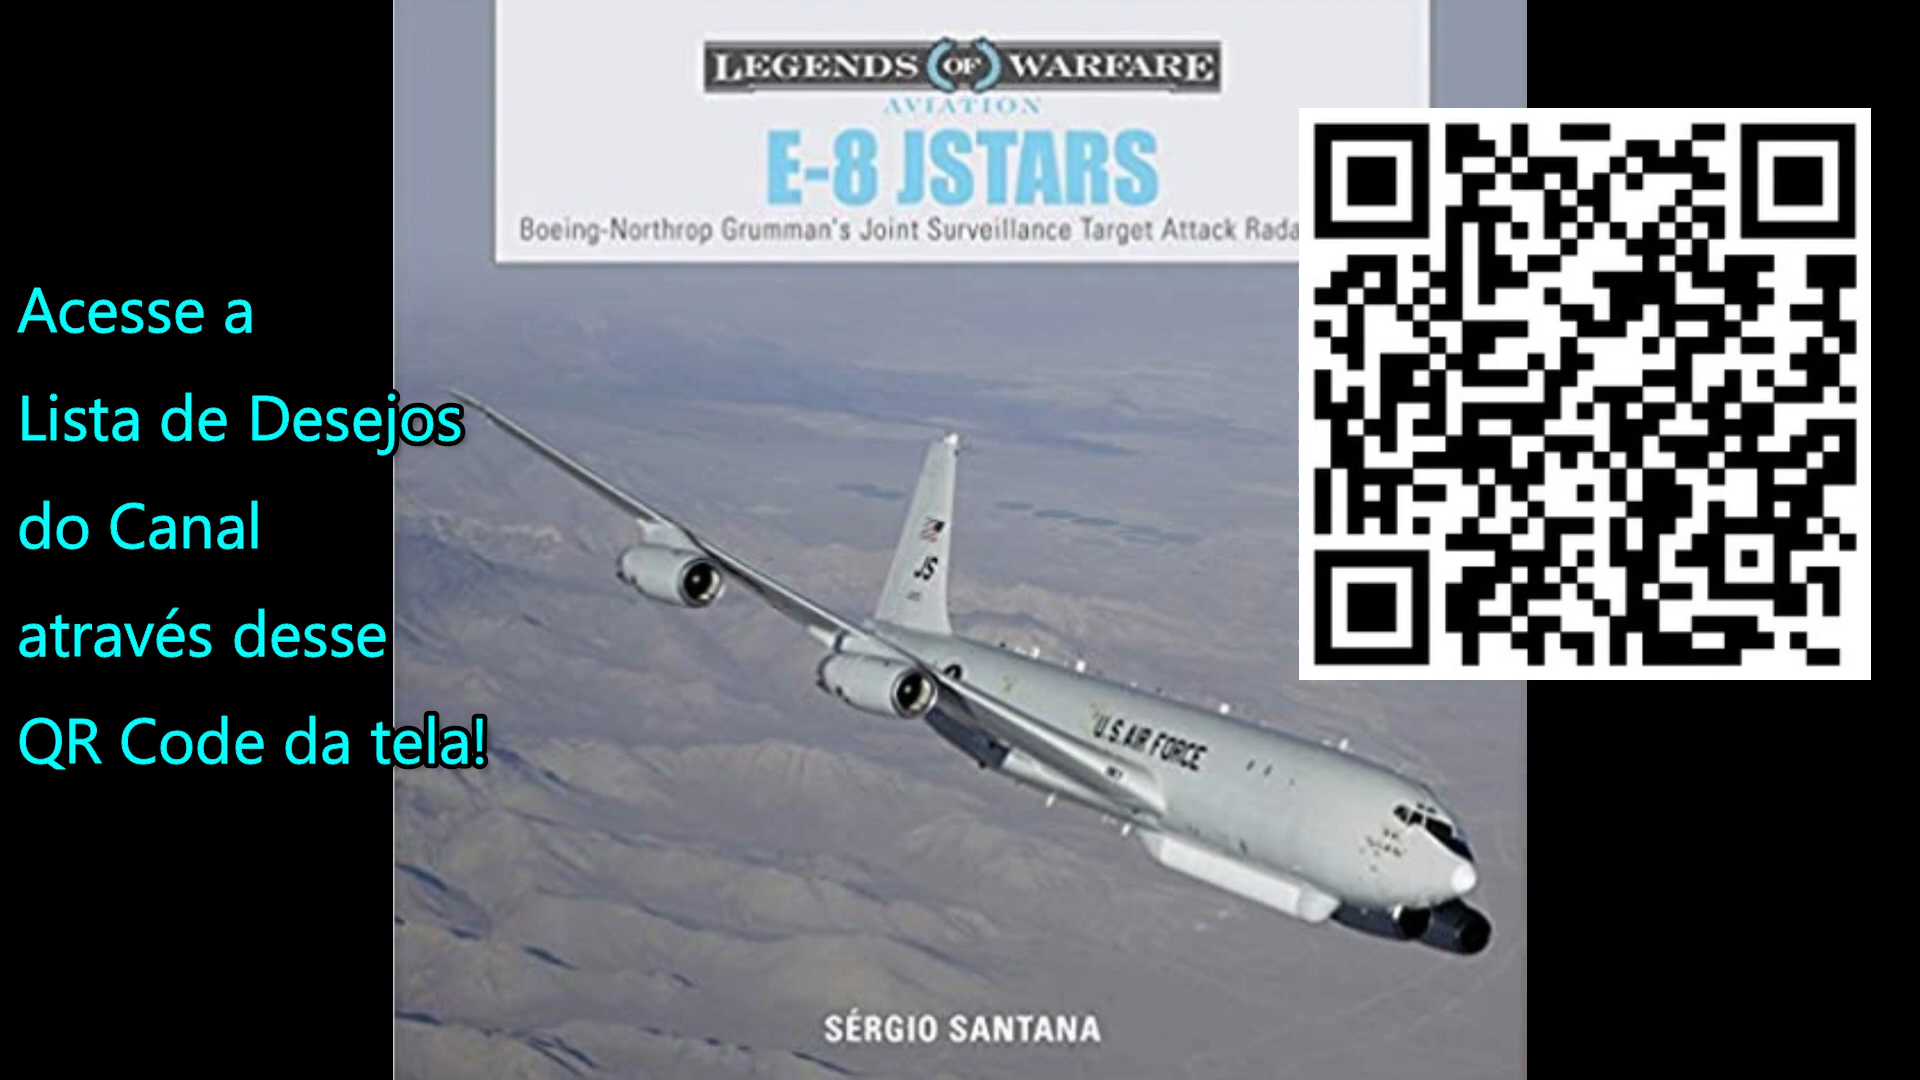 LEGENDS OF WARFARE
AVIATION
E-8 JSTARS
Boeing-Northrop Grumman's Joint Surveillance Target Attack Rada
Acesse a
Lista de Desejos
do Canal
através desse
QR Code da tela!
JS
U.S. AIR FORCE
SÉRGIO SANTANA